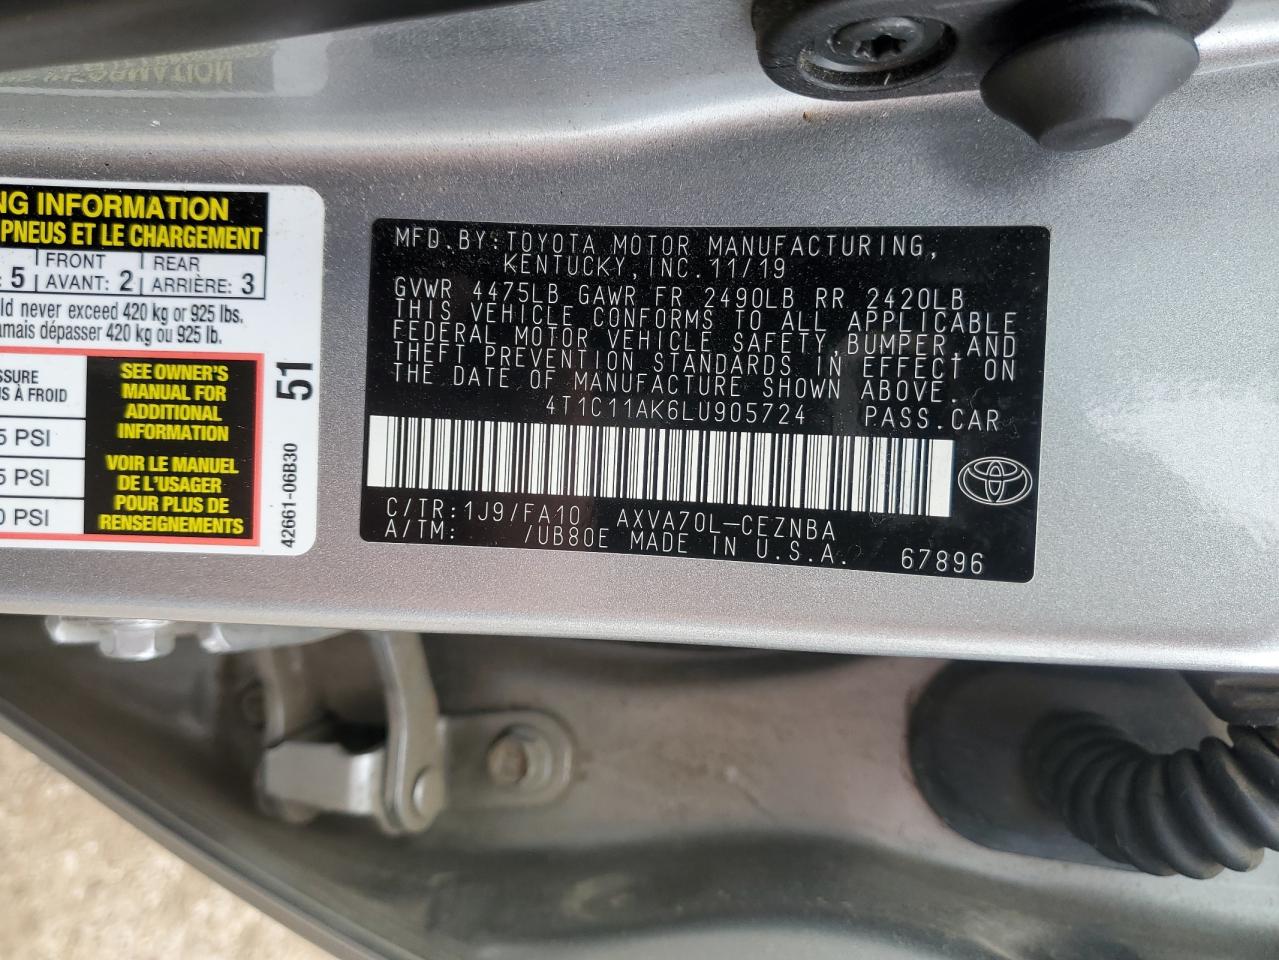 NG INFORMATION
PNEUS ET LE CHARGEMENT
5 FRONT AVANT: 2 REAR ARRIÈRE: 3
ld never exceed 420 kg or 925 lbs.
amais dépasser 420 kg ou 925 lb.
SSURE
S À FROID
5 PSI
5 PSI
0 PSI
SEE OWNER'S
MANUAL FOR
ADDITIONAL
INFORMATION
VOIR LE MANUEL
DE L'USAGER
POUR PLUS DE
RENSEIGNEMENTS
51
42661-06B30
MFD.BY:TOYOTA MOTOR MANUFACTURING,
KENTUCKY,INC.11/19
GVWR 4475LB GAWR FR 2490LB RR 2420LB
THIS VEHICLE CONFORMS TO ALL APPLICABLE
FEDERAL MOTOR VEHICLE SAFETY,BUMPER,AND
THEFT PREVENTION STANDARDS IN EFFECT ON
THE DATE OF MANUFACTURE SHOWN ABOVE.
4T1C11AK6LU905724 PASS.CAR
C/TR:1J9/FA10 AXVA70L-CEZNBA
A/TM: /UB80E MADE IN U.S.A. 67896